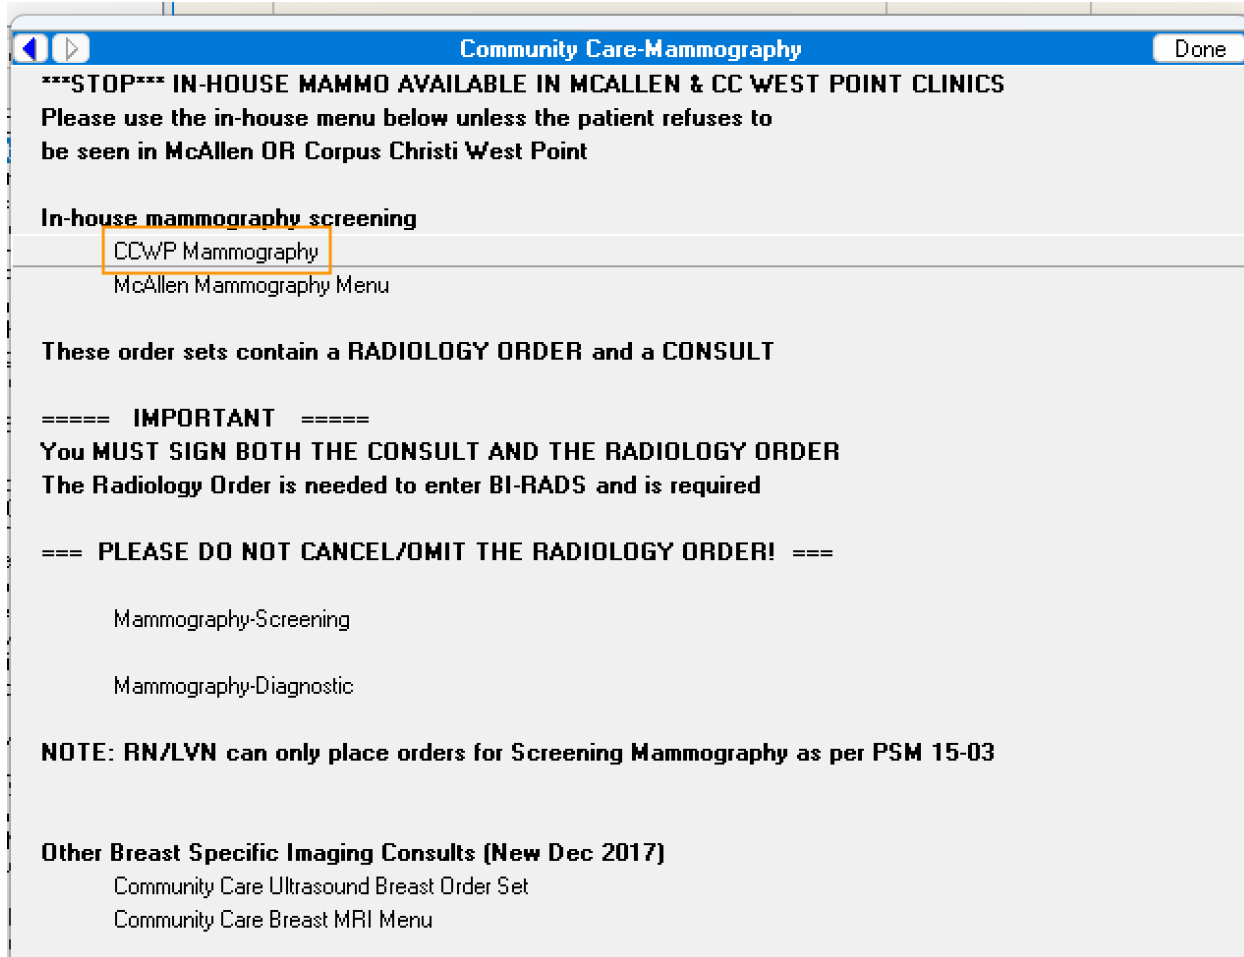 Community Care-Mammography
Done
***STOP*** IN-HOUSE MAMMO AVAILABLE IN MCALLEN & CC WEST POINT CLINICS
Please use the in-house menu below unless the patient refuses to
be seen in McAllen OR Corpus Christi West Point
In-house mammography screening
CCWP Mammography
McAllen Mammography Menu
These order sets contain a RADIOLOGY ORDER and a CONSULT
===== IMPORTANT =====
You MUST SIGN BOTH THE CONSULT AND THE RADIOLOGY ORDER
The Radiology Order is needed to enter BI-RADS and is required
=== PLEASE DO NOT CANCEL/OMIT THE RADIOLOGY ORDER! ===
Mammography-Screening
Mammography-Diagnostic
NOTE: RN/LVN can only place orders for Screening Mammography as per PSM 15-03
Other Breast Specific Imaging Consults (New Dec 2017)
Community Care Ultrasound Breast Order Set
Community Care Breast MRI Menu